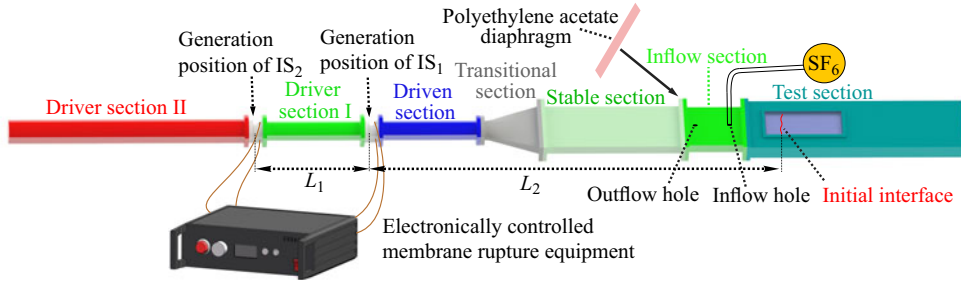 Polyethylene acetate
diaphragm
Generation
position of IS2
Generation
position of IS1
Inflow section
SF6
Transitional
section
Driver section II
Driver
section I
Driven
section
Stable section
Test section
L1
L2
Outflow hole
Inflow hole
Initial interface
Electronically controlled
membrane rupture equipment